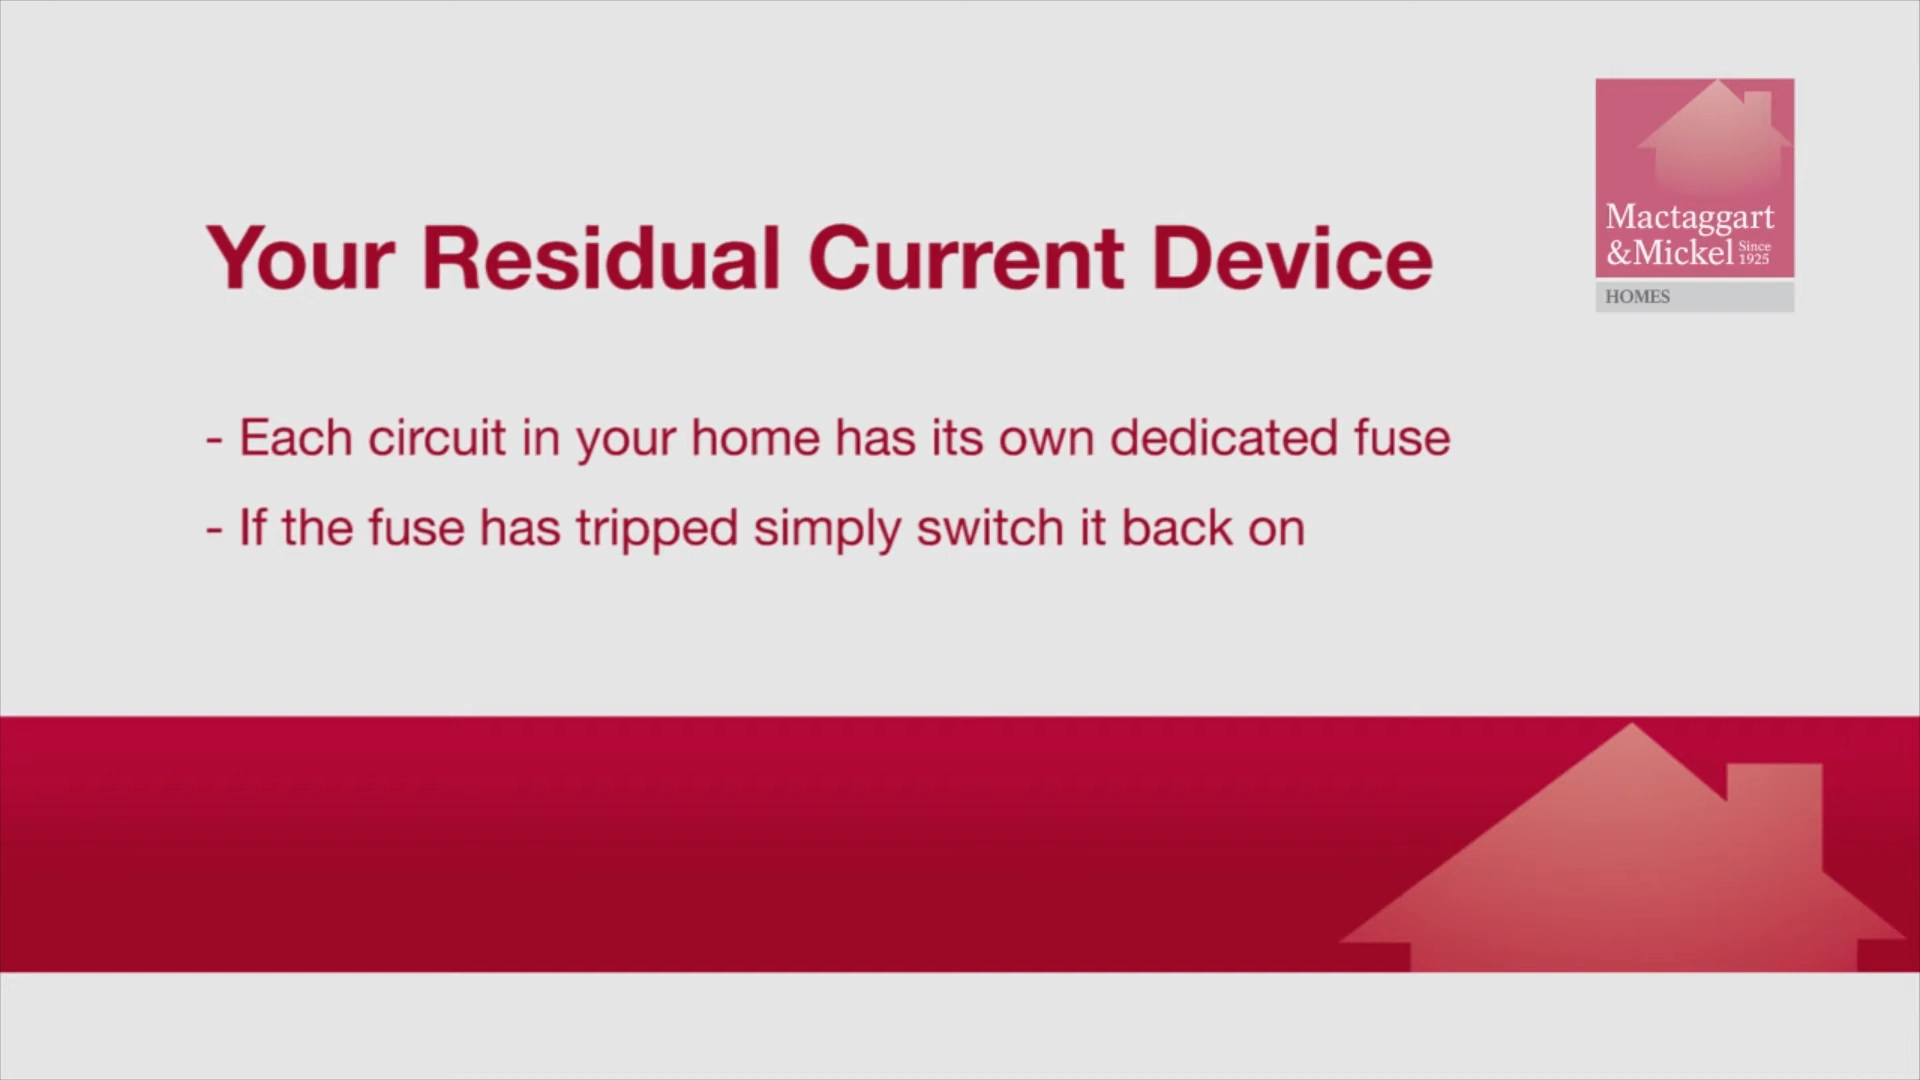 Your Residual Current Device
- Each circuit in your home has its own dedicated fuse
- If the fuse has tripped simply switch it back on
Mactaggart
&Mickel Since 1925
HOMES